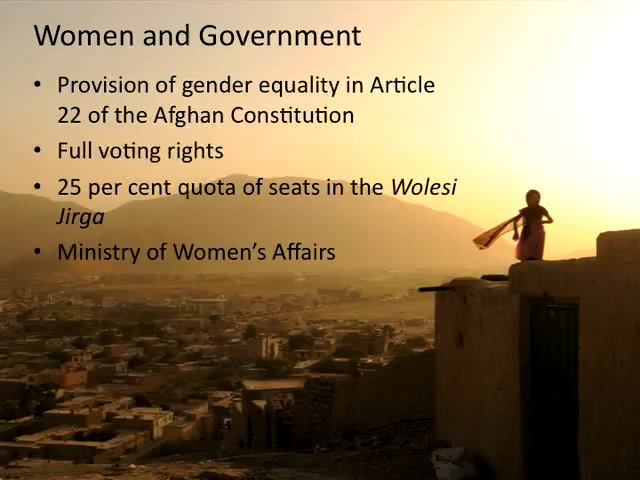 Women and Government
• Provision of gender equality in Article
22 of the Afghan Constitution
• Full voting rights
• 25 per cent quota of seats in the Wolesi
Jirga
• Ministry of Women’s Affairs